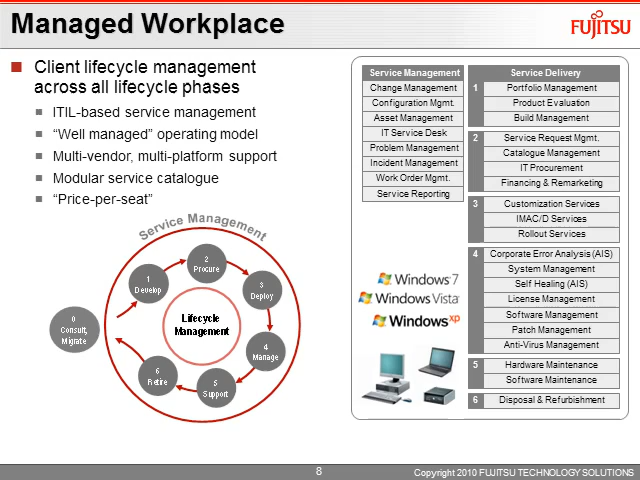 Managed Workplace
FUJITSU
Client lifecycle management
across all lifecycle phases
ITIL-based service management
“Well managed” operating model
Multi-vendor, multi-platform support
Modular service catalogue
“Price-per-seat”
Service Management
0
Consult,
Migrate
1
Develop
2
Procure
3
Deploy
4
Manage
5
Support
6
Retire
Lifecycle
Management
Service Management
Change Management
Configuration Mgmt.
Asset Management
IT Service Desk
Problem Management
Incident Management
Work Order Mgmt.
Service Reporting
Service Delivery
1 Portfolio Management
Product Evaluation
Build Management
2 Service Request Mgmt.
Catalogue Management
IT Procurement
Financing & Remarketing
3 Customization Services
IMAC/D Services
Rollout Services
4 Corporate Error Analysis (AIS)
System Management
Self Healing (AIS)
License Management
Software Management
Patch Management
Anti-Virus Management
5 Hardware Maintenance
Software Maintenance
6 Disposal & Refurbishment
Windows 7
Windows Vista
Windows xp
8
Copyright 2010 FUJITSU TECHNOLOGY SOLUTIONS